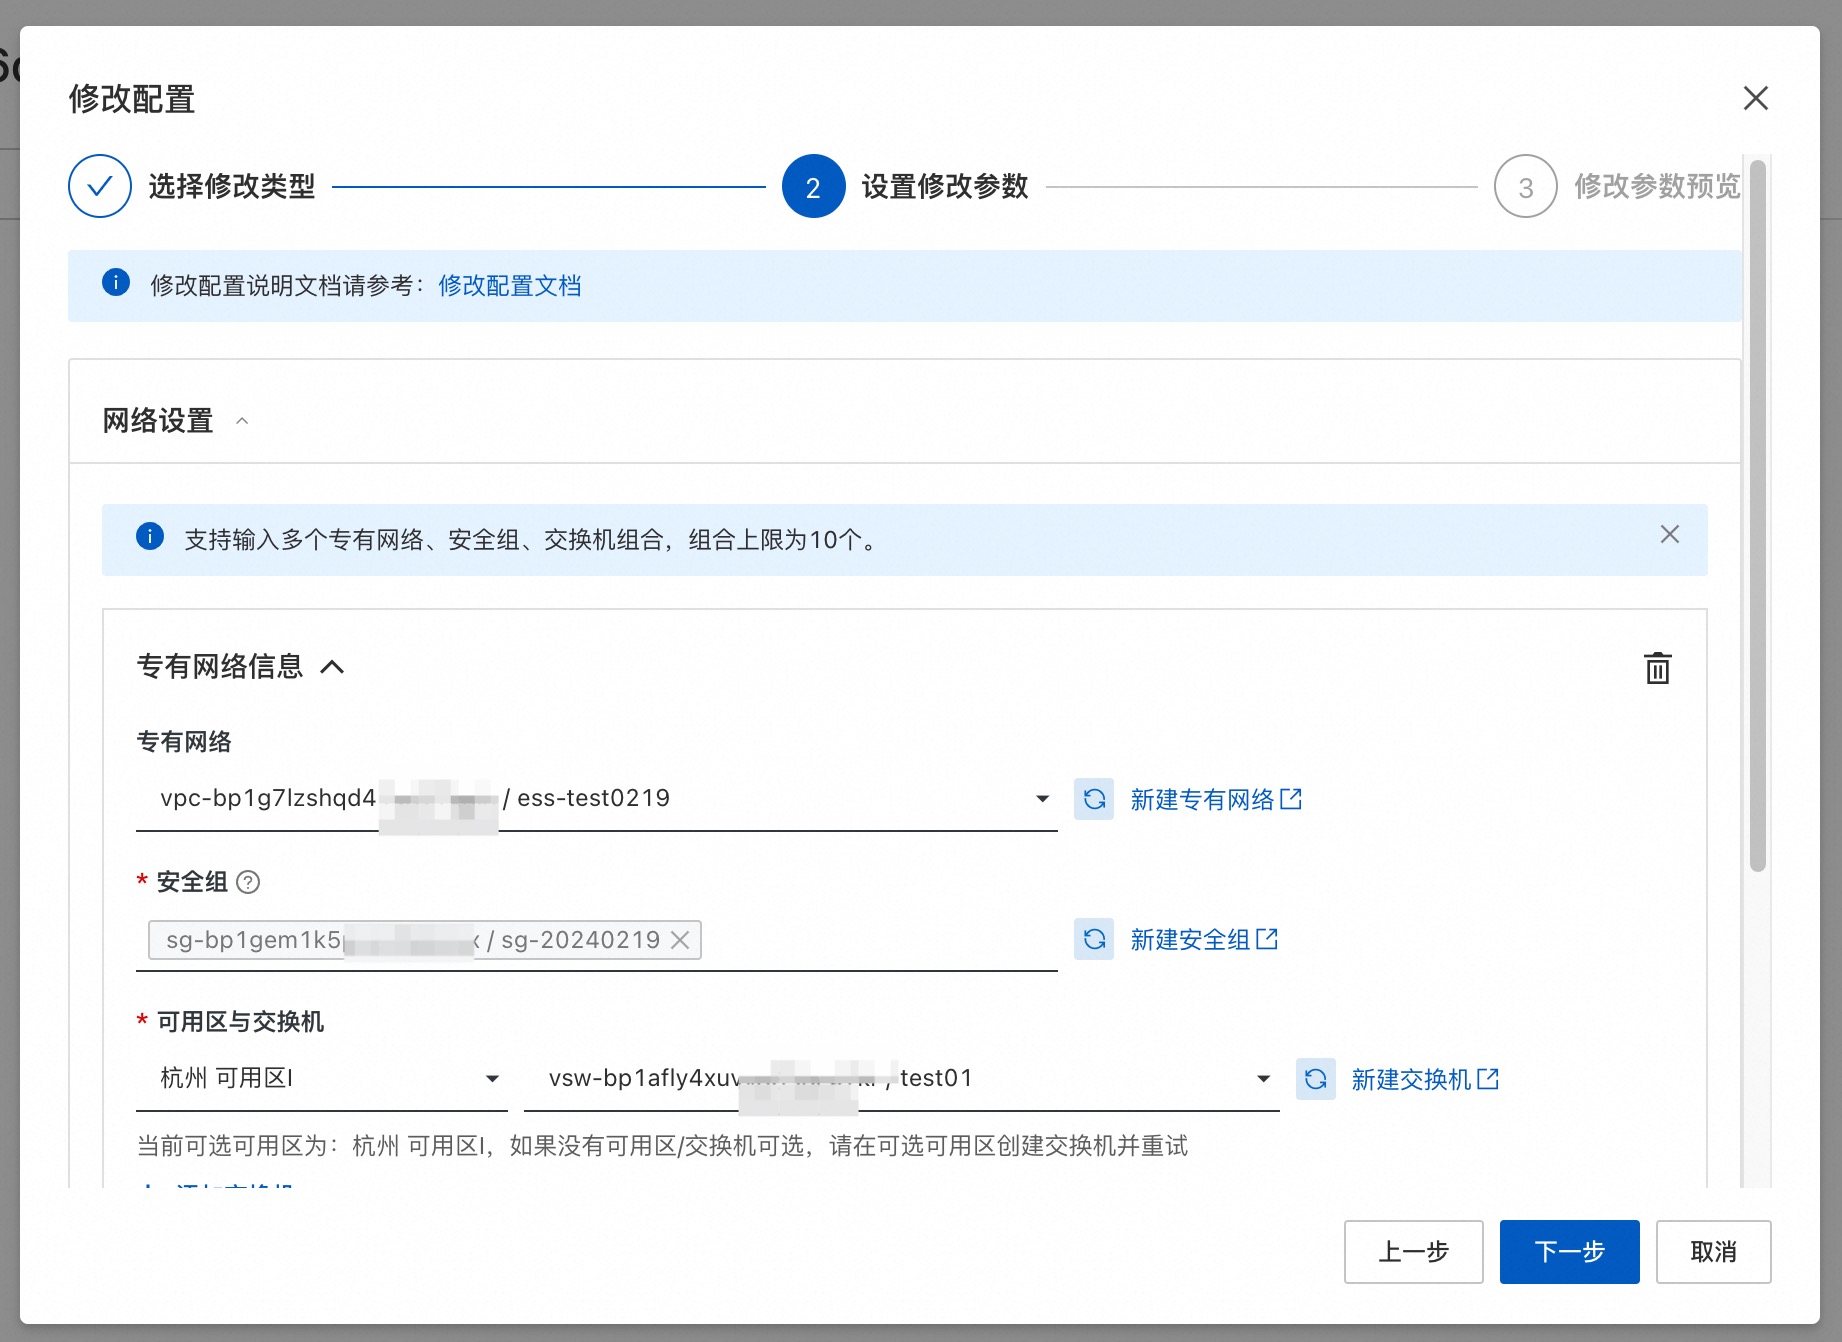 修改配置
选择修改类型
2 设置修改参数
3 修改参数预览
修改配置说明文档请参考：修改配置文档
网络设置
支持输入多个专有网络、安全组、交换机组合，组合上限为10个。
专有网络信息
专有网络
vpc-bp1g7lzshqd4 / ess-test0219
新建专有网络
* 安全组
sg-bp1gem1k5 / sg-20240219
新建安全组
* 可用区与交换机
杭州 可用区I
vsw-bp1afly4xuv / test01
新建交换机
当前可选可用区为：杭州 可用区I，如果没有可用区/交换机可选，请在可选可用区创建交换机并重试
上一步
下一步
取消